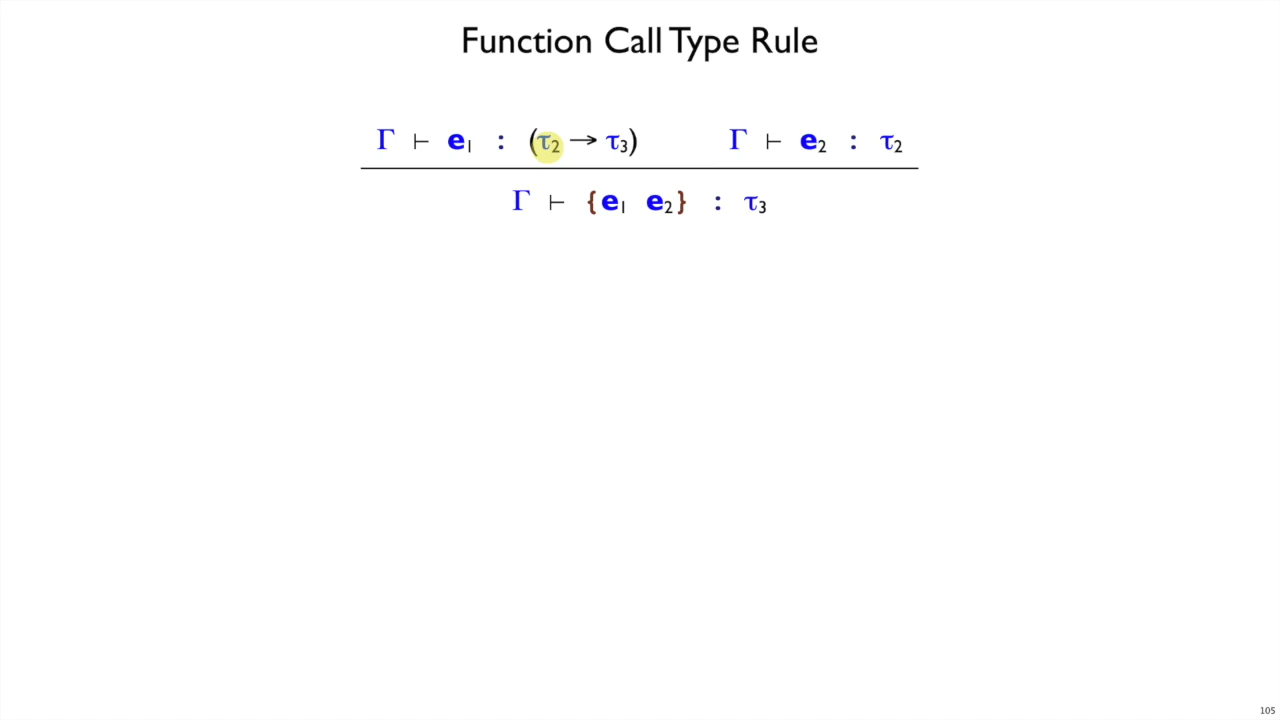 Function Call Type Rule
Γ ⊢ e₁ : (τ₂ → τ₃) Γ ⊢ e₂ : τ₂
Γ ⊢ {e₁ e₂} : τ₃
105